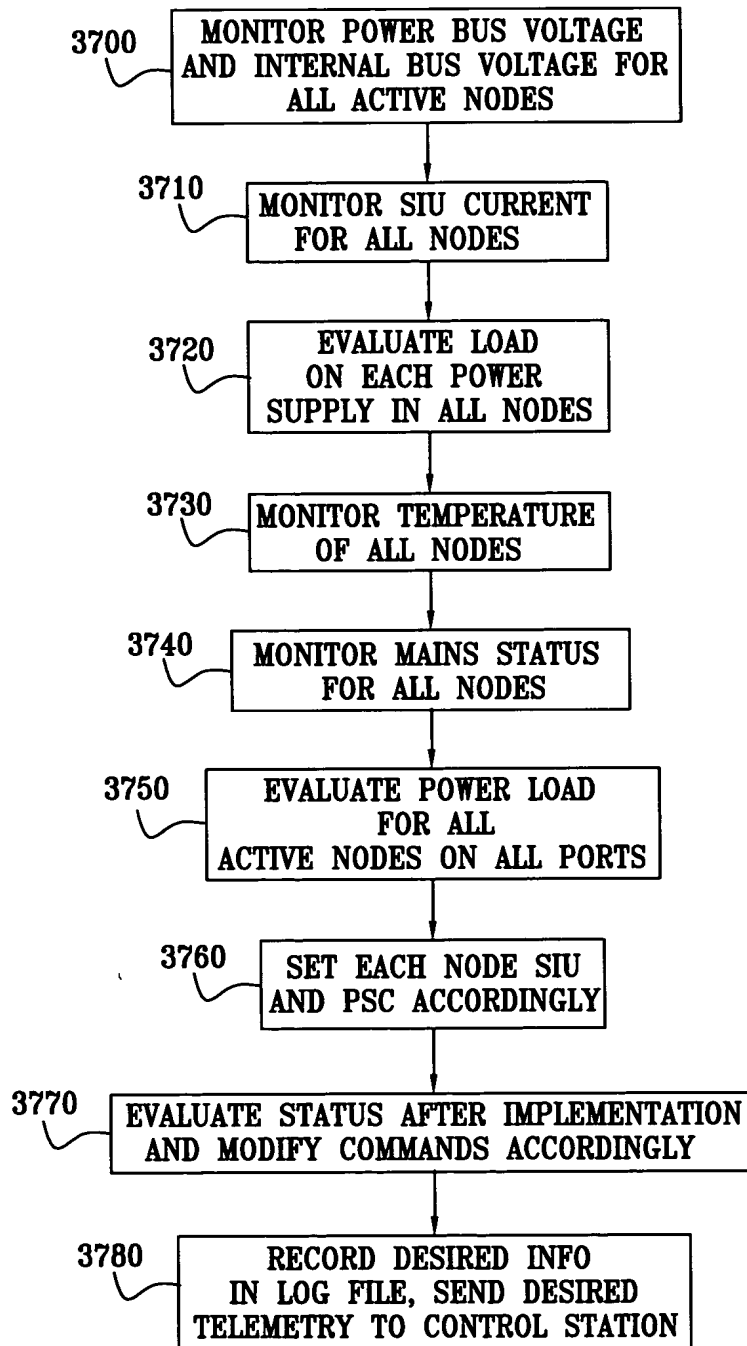 3700
MONITOR POWER BUS VOLTAGE
AND INTERNAL BUS VOLTAGE FOR
ALL ACTIVE NODES
3710
MONITOR SIU CURRENT
FOR ALL NODES
3720
EVALUATE LOAD
ON EACH POWER
SUPPLY IN ALL NODES
3730
MONITOR TEMPERATURE
OF ALL NODES
3740
MONITOR MAINS STATUS
FOR ALL NODES
3750
EVALUATE POWER LOAD
FOR ALL
ACTIVE NODES ON ALL PORTS
3760
SET EACH NODE SIU
AND PSC ACCORDINGLY
3770
EVALUATE STATUS AFTER IMPLEMENTATION
AND MODIFY COMMANDS ACCORDINGLY
3780
RECORD DESIRED INFO
IN LOG FILE, SEND DESIRED
TELEMETRY TO CONTROL STATION